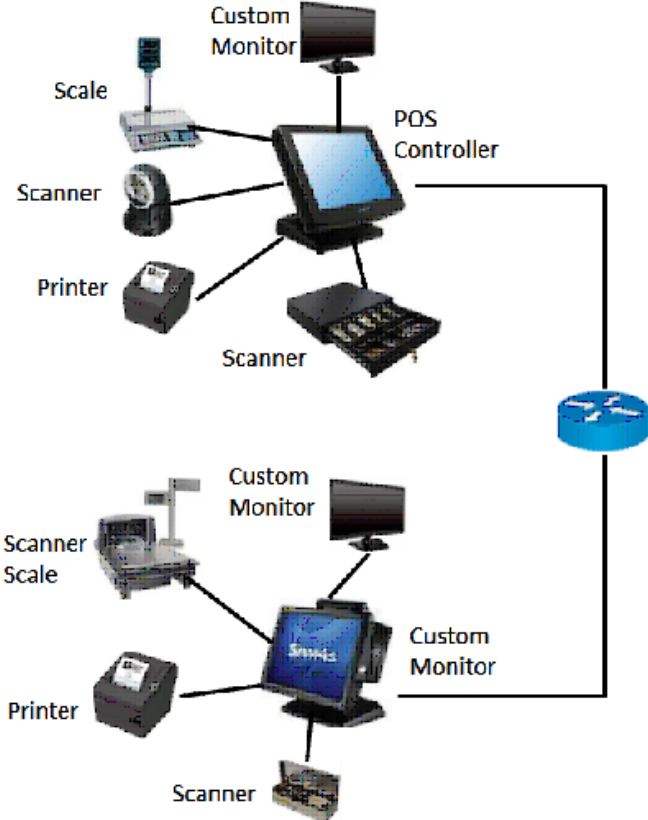 Custom
Monitor
Scale
POS
Controller
Scanner
Printer
Scanner
Custom
Monitor
Scanner
Scale
Custom
Monitor
Printer
Scanner